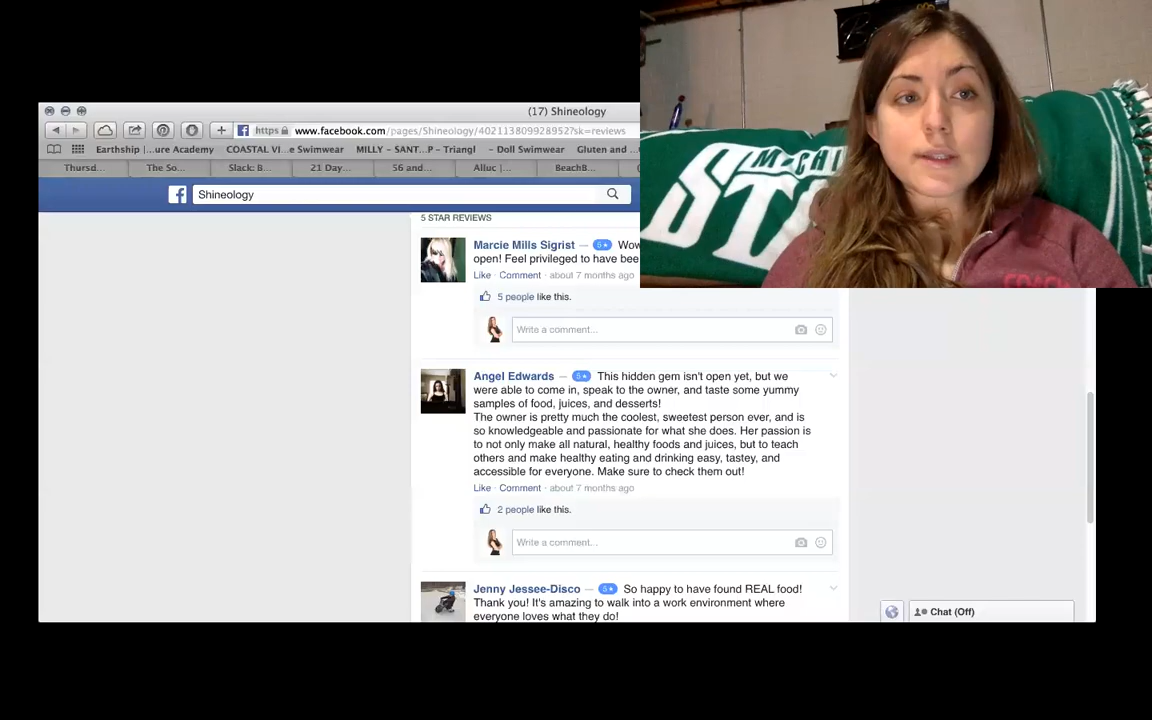 (17) Shineology
https www.facebook.com/pages/Shineology/402113809928952?sk=reviews
Earthship |...ure Academy COASTAL VI...e Swimwear MILLY – SANT...P - Triangl - Doll Swimwear Gluten and
Thursd... The So... Slack: B... 21 Day... 56 and... Alluc |... BeachB...
Shineology
5 STAR REVIEWS
Marcie Mills Sigrist — 5★ Wow
open! Feel privileged to have bee
Like · Comment · about 7 months ago
5 people like this.
Write a comment...
Angel Edwards — 5★ This hidden gem isn't open yet, but we
were able to come in, speak to the owner, and taste some yummy
samples of food, juices, and desserts!
The owner is pretty much the coolest, sweetest person ever, and is
so knowledgeable and passionate for what she does. Her passion is
to not only make all natural, healthy foods and juices, but to teach
others and make healthy eating and drinking easy, tastey, and
accessible for everyone. Make sure to check them out!
Like · Comment · about 7 months ago
2 people like this.
Write a comment...
Jenny Jessee-Disco — 5★ So happy to have found REAL food!
Thank you! It's amazing to walk into a work environment where
everyone loves what they do!
Chat (Off)
MICHI
STA
COACH